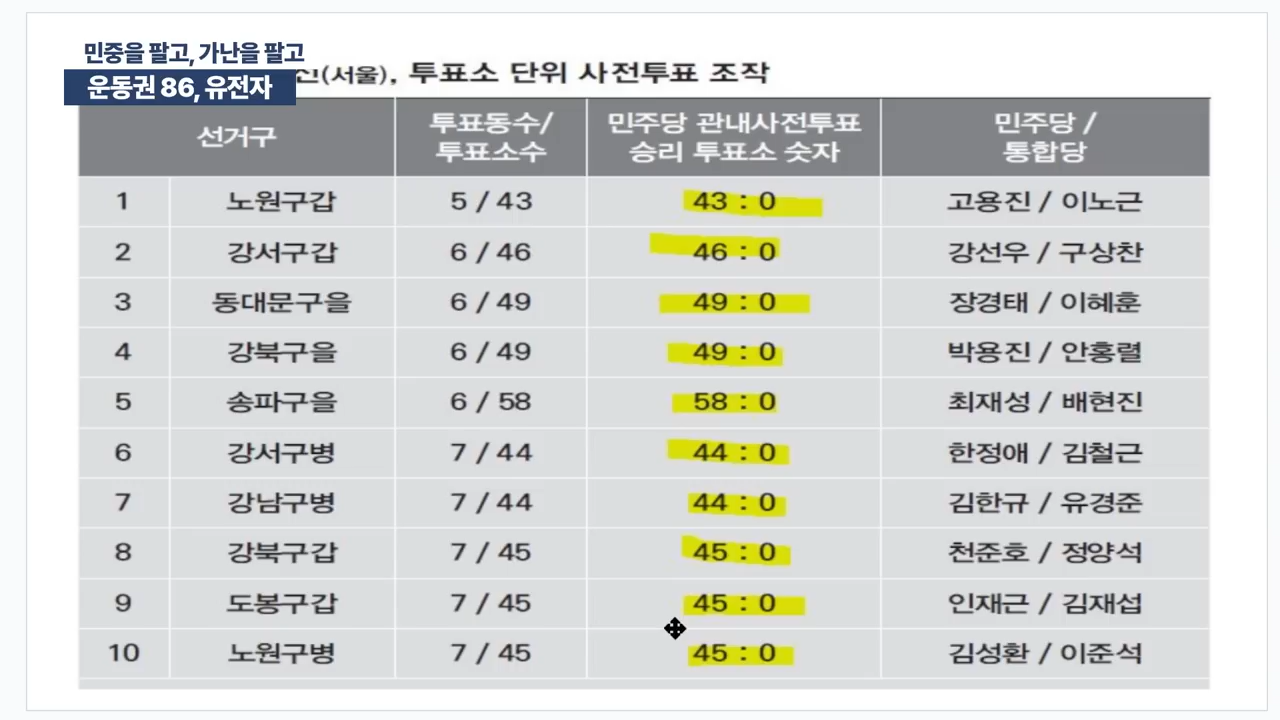 민중을 팔고, 가난을 팔고
운동권 86, 유전자
(서울), 투표소 단위 사전투표 조작
선거구 투표동수/ 투표소수 민주당 관내사전투표 승리 투표소 숫자 민주당 / 통합당
1 노원구갑 5 / 43 43 : 0 고용진 / 이노근
2 강서구갑 6 / 46 46 : 0 강선우 / 구상찬
3 동대문구을 6 / 49 49 : 0 장경태 / 이혜훈
4 강북구을 6 / 49 49 : 0 박용진 / 안홍렬
5 송파구을 6 / 58 58 : 0 최재성 / 배현진
6 강서구병 7 / 44 44 : 0 한정애 / 김철근
7 강남구병 7 / 44 44 : 0 김한규 / 유경준
8 강북구갑 7 / 45 45 : 0 천준호 / 정양석
9 도봉구갑 7 / 45 45 : 0 인재근 / 김재섭
10 노원구병 7 / 45 45 : 0 김성환 / 이준석